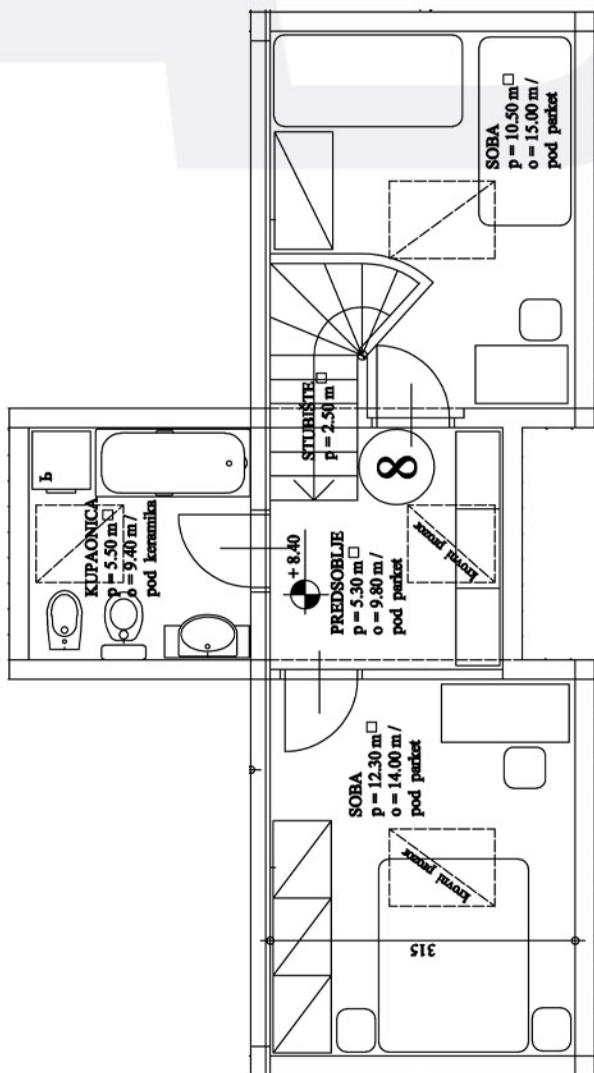 SOBA
p = 10.50 m□
o = 15.00 m /
pod parket
STUBIŠTE
p = 2.50 m□
8
KUPAONICA
p = 5.50 m□
o = 9.40 m /
pod keramika
+ 8.40
PREDSOBLJE
p = 5.30 m□
o = 9.80 m /
pod parket
krovni prozor
SOBA
p = 12.30 m□
o = 14.00 m /
pod parket
krovni prozor
315